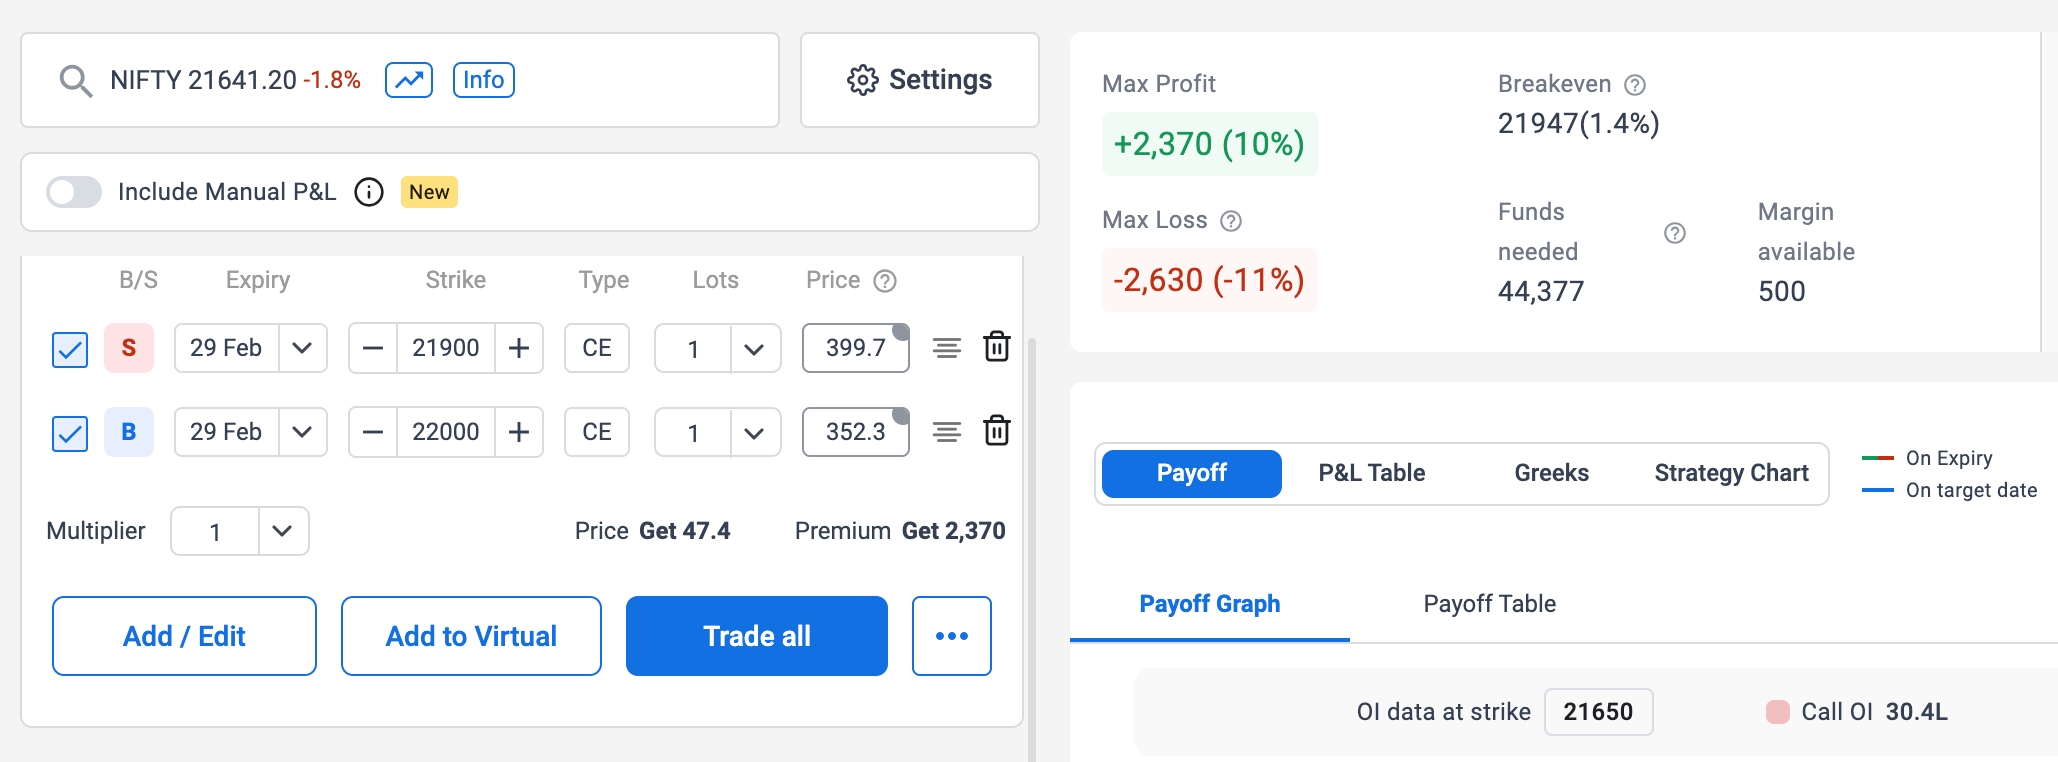 NIFTY 21641.20 -1.8% Info
Settings
Include Manual P&L New
B/S Expiry Strike Type Lots Price
S 29 Feb 21900 CE 1 399.7
B 29 Feb 22000 CE 1 352.3
Multiplier 1 Price Get 47.4 Premium Get 2,370
Add / Edit Add to Virtual Trade all
Max Profit
+2,370 (10%)
Max Loss
-2,630 (-11%)
Breakeven
21947(1.4%)
Funds
needed
44,377
Margin
available
500
Payoff P&L Table Greeks Strategy Chart
On Expiry
On target date
Payoff Graph Payoff Table
OI data at strike 21650 Call OI 30.4L